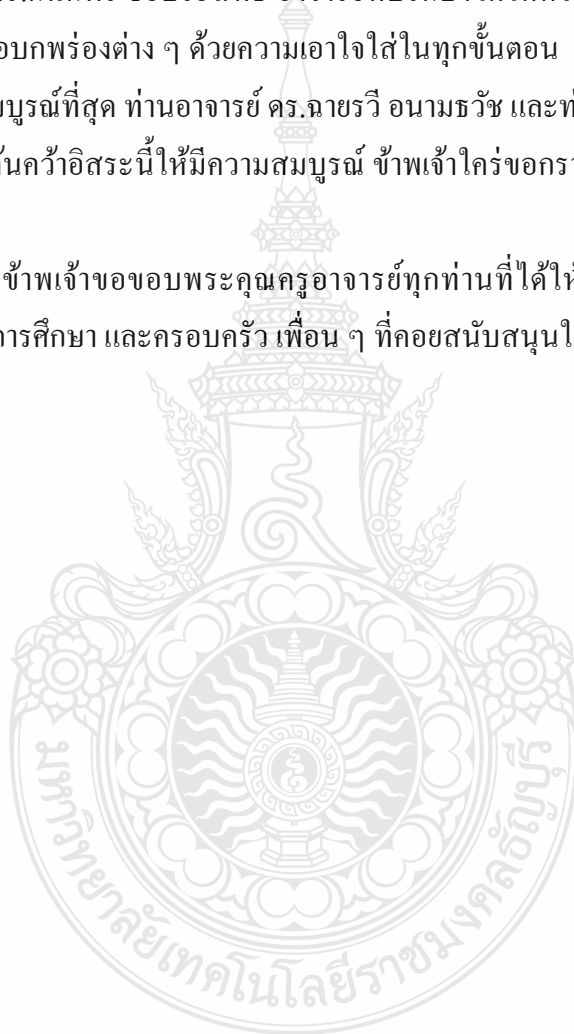 อบกพร่องต่าง ๆ ด้วยความเอาใจใส่ในทุกขั้นตอน
มบูรณ์ที่สุด ท่านอาจารย์ ดร.ฉายรวี อนามธวัช และท่
้นคว้าอิสระนี้ให้มีความสมบูรณ์ ข้าพเจ้าใคร่ขอกรา
ข้าพเจ้าขอขอบพระคุณครูอาจารย์ทุกท่านที่ได้ให้
การศึกษา และครอบครัว เพื่อน ๆ ที่คอยสนับสนุนใ
มหาวิทยาลัยเทคโนโลยีราชมงคลธัญบุรี